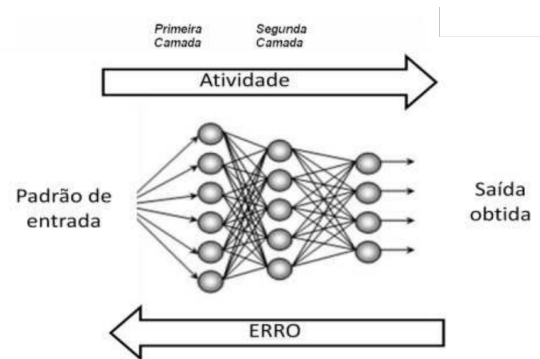 Primeira
Camada
Segunda
Camada
Atividade
Padrão de
entrada
Saída
obtida
ERRO